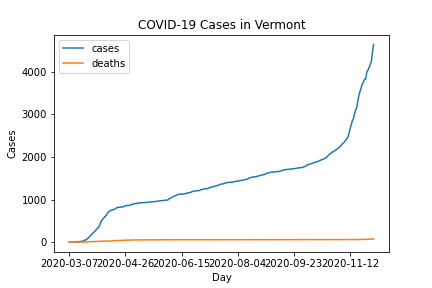 COVID-19 Cases in Vermont
cases
deaths
4000
3000
2000
1000
0
Cases
2020-03-07 2020-04-26 2020-06-15 2020-08-04 2020-09-23 2020-11-12
Day